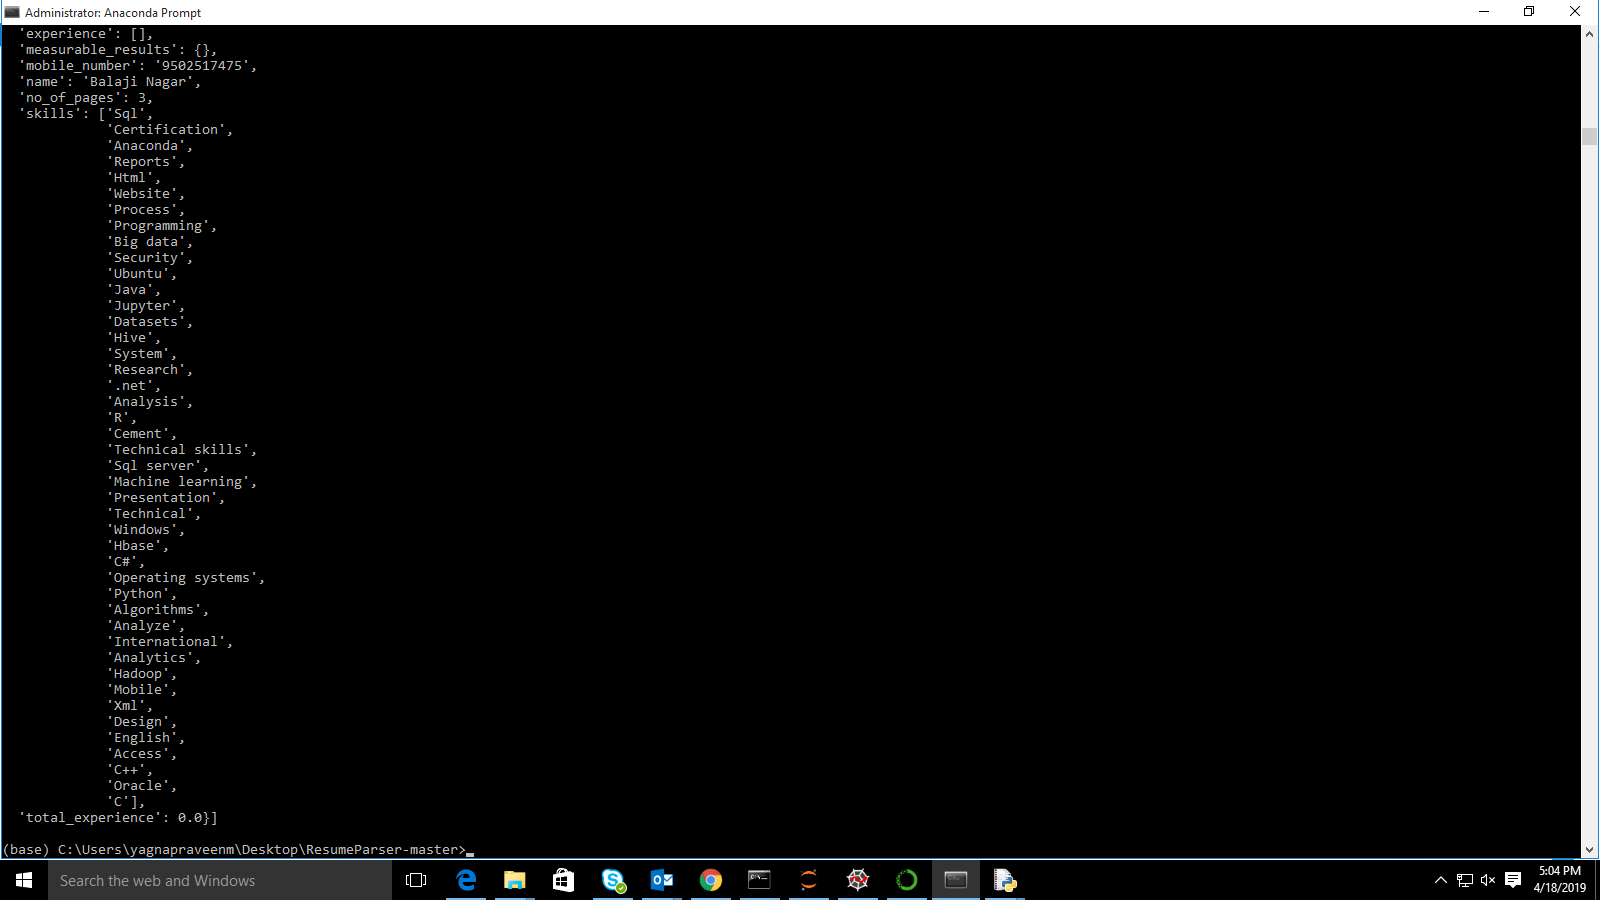 Administrator: Anaconda Prompt
'experience': [],
'measurable_results': {},
'mobile_number': '9502517475',
'name': 'Balaji Nagar',
'no_of_pages': 3,
'skills': ['Sql',
'Certification',
'Anaconda',
'Reports',
'Html',
'Website',
'Process',
'Programming',
'Big data',
'Security',
'Ubuntu',
'Java',
'Jupyter',
'Datasets',
'Hive',
'System',
'Research',
'.net',
'Analysis',
'R',
'Cement',
'Technical skills',
'Sql server',
'Machine learning',
'Presentation',
'Technical',
'Windows',
'Hbase',
'C#',
'Operating systems',
'Python',
'Algorithms',
'Analyze',
'International',
'Analytics',
'Hadoop',
'Mobile',
'Xml',
'Design',
'English',
'Access',
'C++',
'Oracle',
'C'],
'total_experience': 0.0}]
(base) C:\Users\yagnapraveenm\Desktop\ResumeParser-master>
Search the web and Windows
5:04 PM
4/18/2019